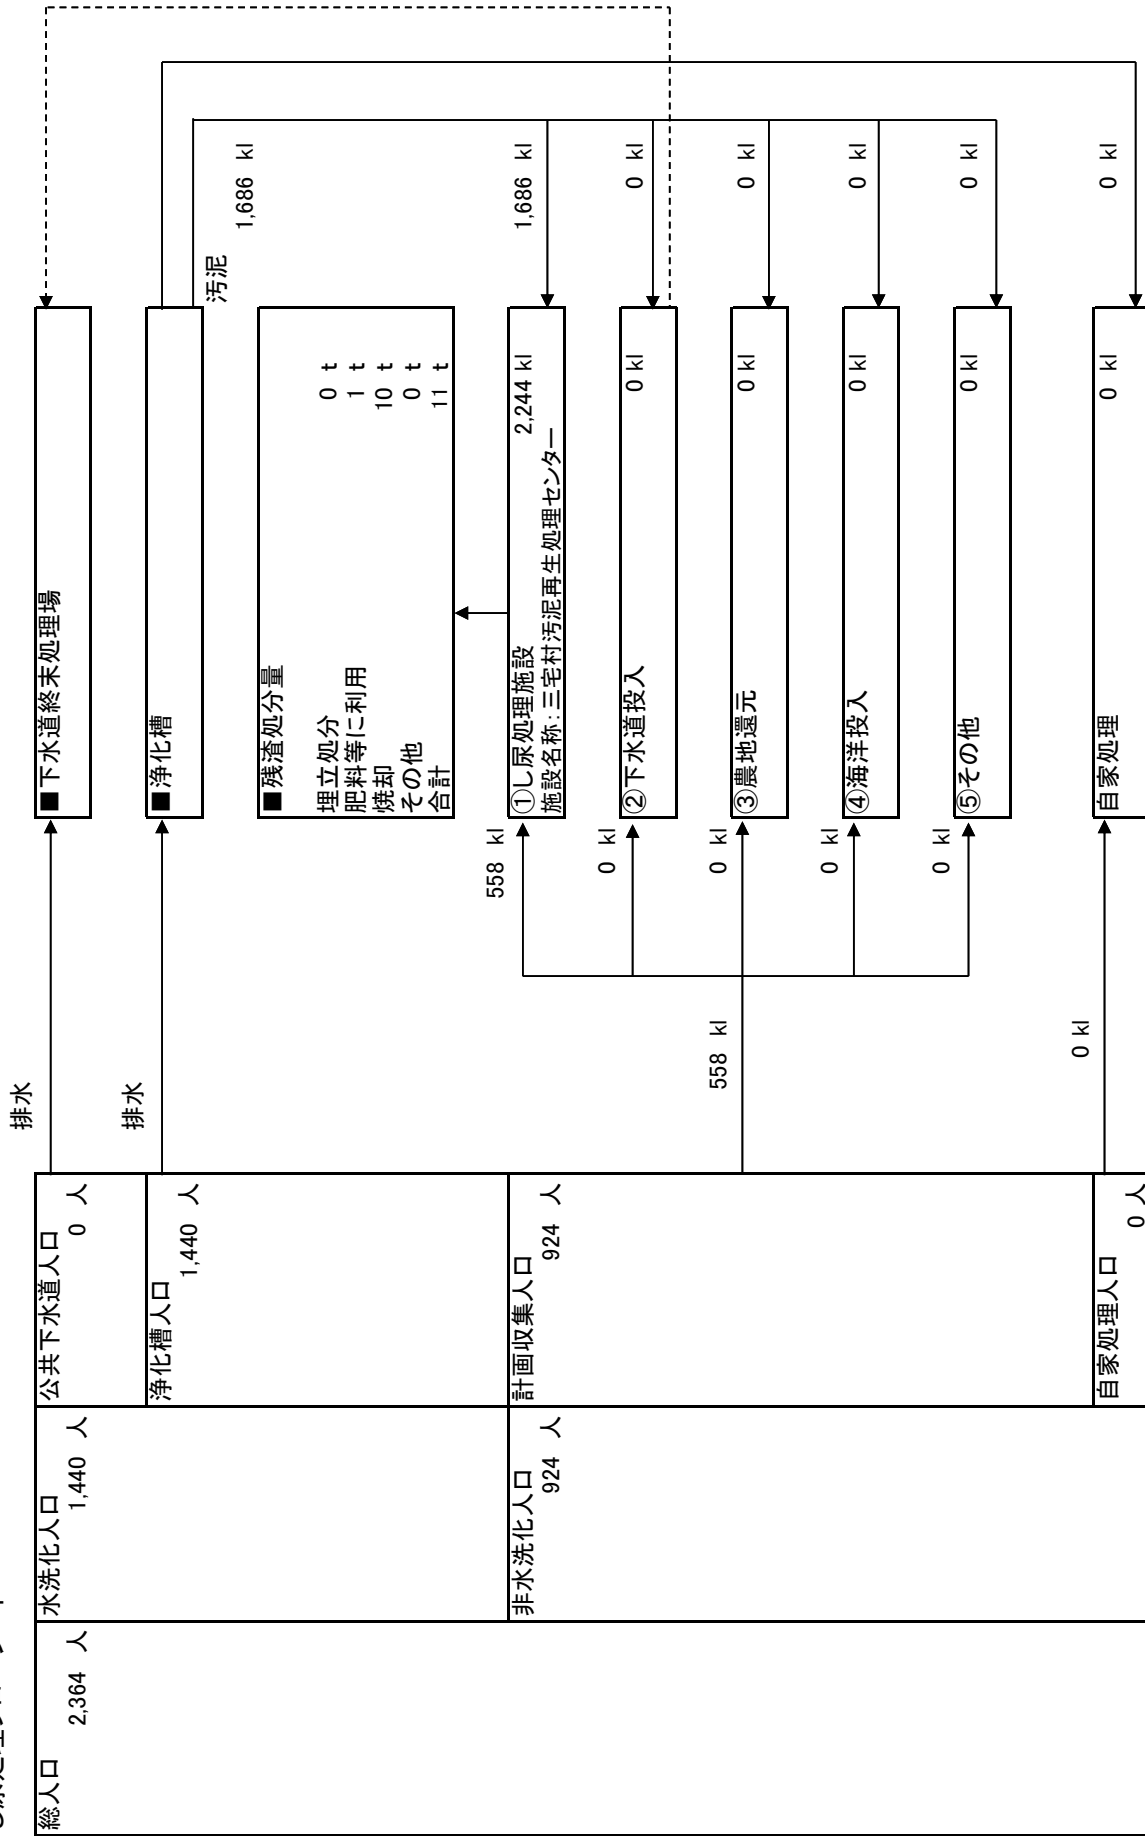 総人口
2,364 人
水洗化人口
1,440 人
非水洗化人口
924 人
公共下水道人口
0 人
浄化槽人口
1,440 人
計画収集人口
924 人
自家処理人口
0 人
排水
排水
558 kl
0 kl
558 kl
0 kl
0 kl
0 kl
0 kl
■下水道終末処理場
■浄化槽
■残渣処分量
埋立処分 0 t
肥料等に利用 1 t
焼却 10 t
その他 0 t
合計 11 t
①し尿処理施設 2,244 kl
施設名称:三宅村汚泥再生処理センター
②下水道投入 0 kl
③農地還元 0 kl
④海洋投入 0 kl
⑤その他 0 kl
自家処理 0 kl
汚泥
1,686 kl
1,686 kl
0 kl
0 kl
0 kl
0 kl
0 kl